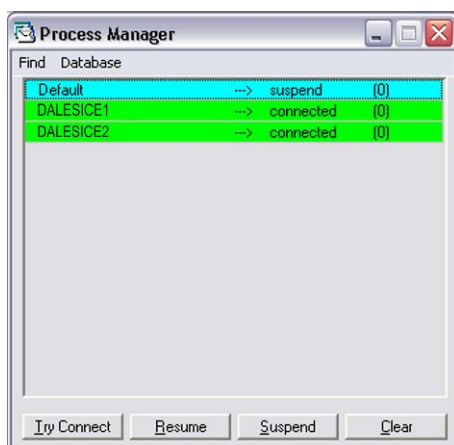 Process Manager
Find Database
Default ---> suspend (0)
DALESICE1 ---> connected (0)
DALESICE2 ---> connected (0)
Try Connect Resume Suspend Clear